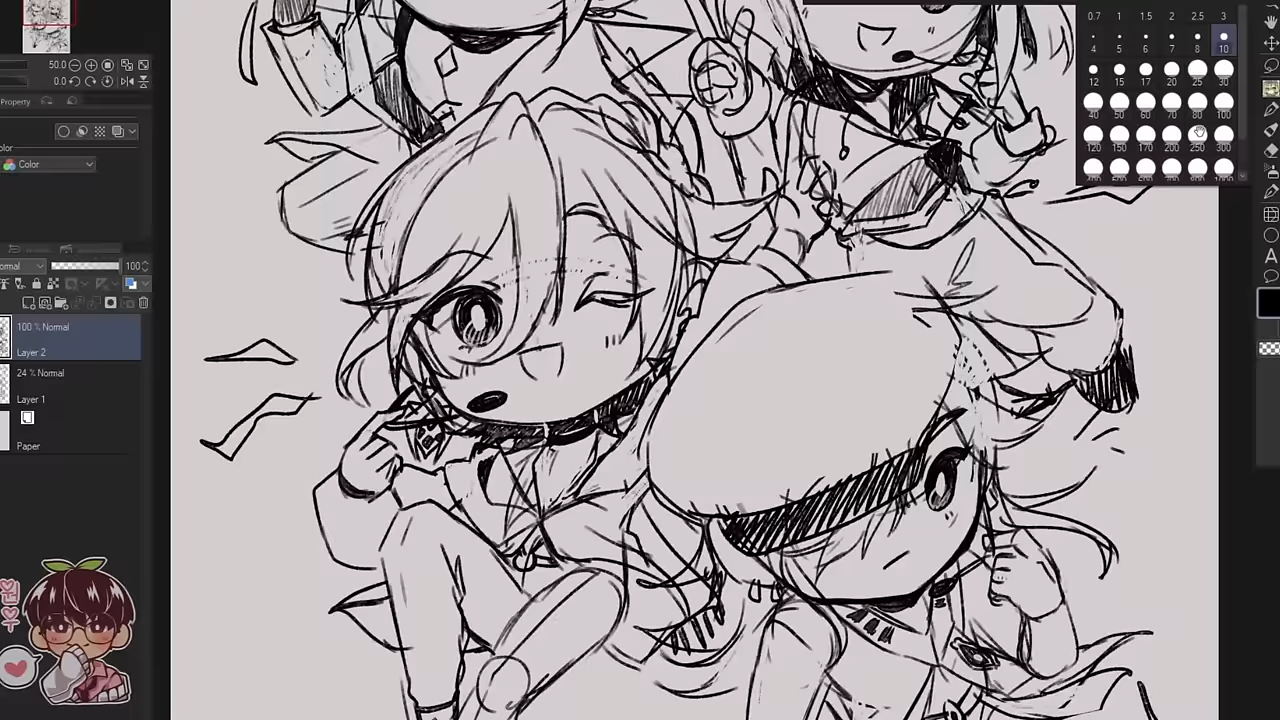 50.0
0.0
Property
Color
100
100 % Normal
Layer 2
24 % Normal
Layer 1
Paper
0.7 1 1.5 2 2.5 3
4 5 6 7 8 10
12 15 17 20 25 30
40 50 60 70 80 100
120 150 170 200 250 300